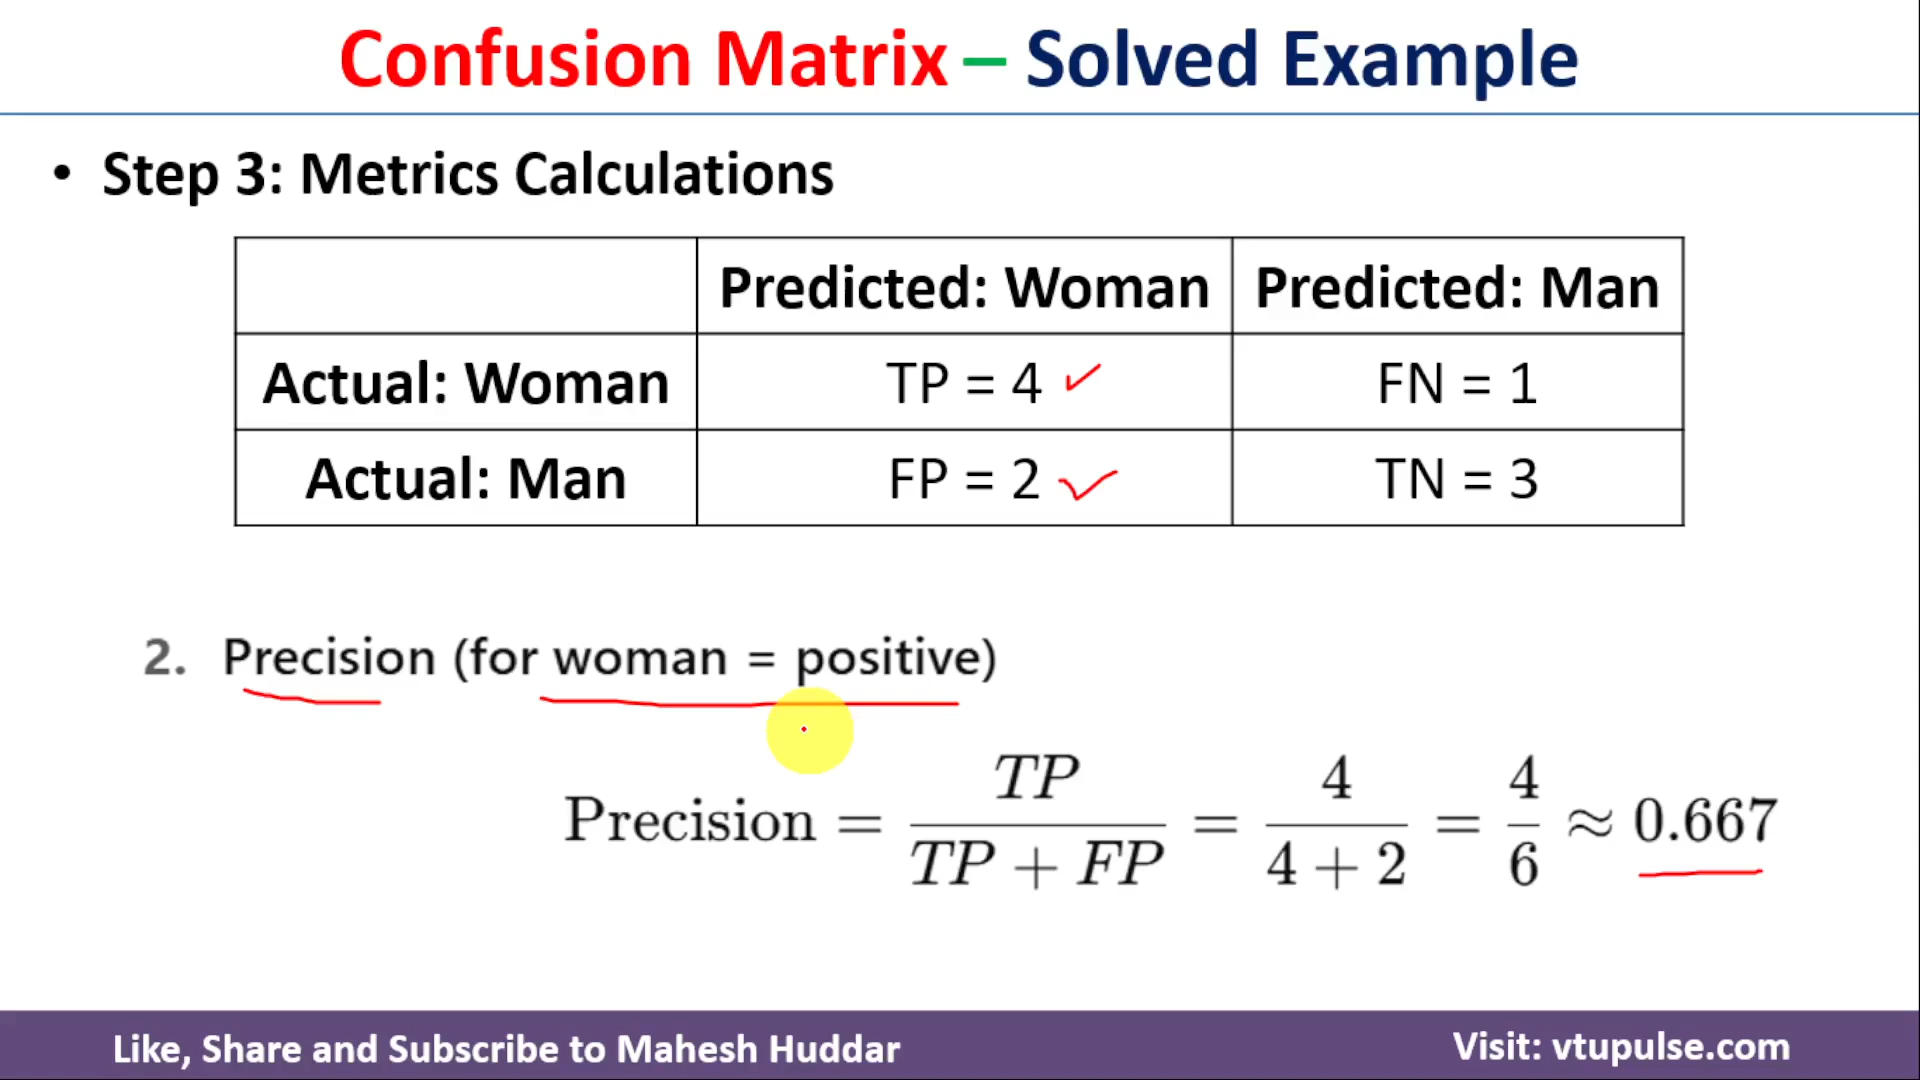 Confusion Matrix – Solved Example
• Step 3: Metrics Calculations
Predicted: Woman Predicted: Man
Actual: Woman TP = 4 FN = 1
Actual: Man FP = 2 TN = 3
2. Precision (for woman = positive)
Precision = TP / (TP + FP) = 4 / (4 + 2) = 4 / 6 ≈ 0.667
Like, Share and Subscribe to Mahesh Huddar
Visit: vtupulse.com